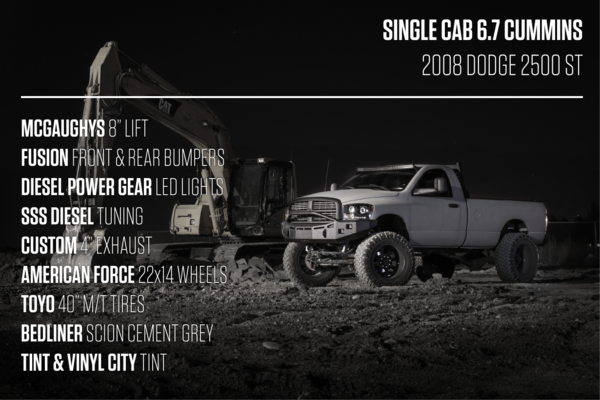 SINGLE CAB 6.7 CUMMINS
2008 DODGE 2500 ST
CAT
MCGAUGHYS 8" LIFT
FUSION FRONT & REAR BUMPERS
DIESEL POWER GEAR LED LIGHTS
SSS DIESEL TUNING
CUSTOM 4" EXHAUST
AMERICAN FORCE 22x14 WHEELS
TOYO 40" M/T TIRES
BEDLINER SCION CEMENT GREY
TINT & VINYL CITY TINT